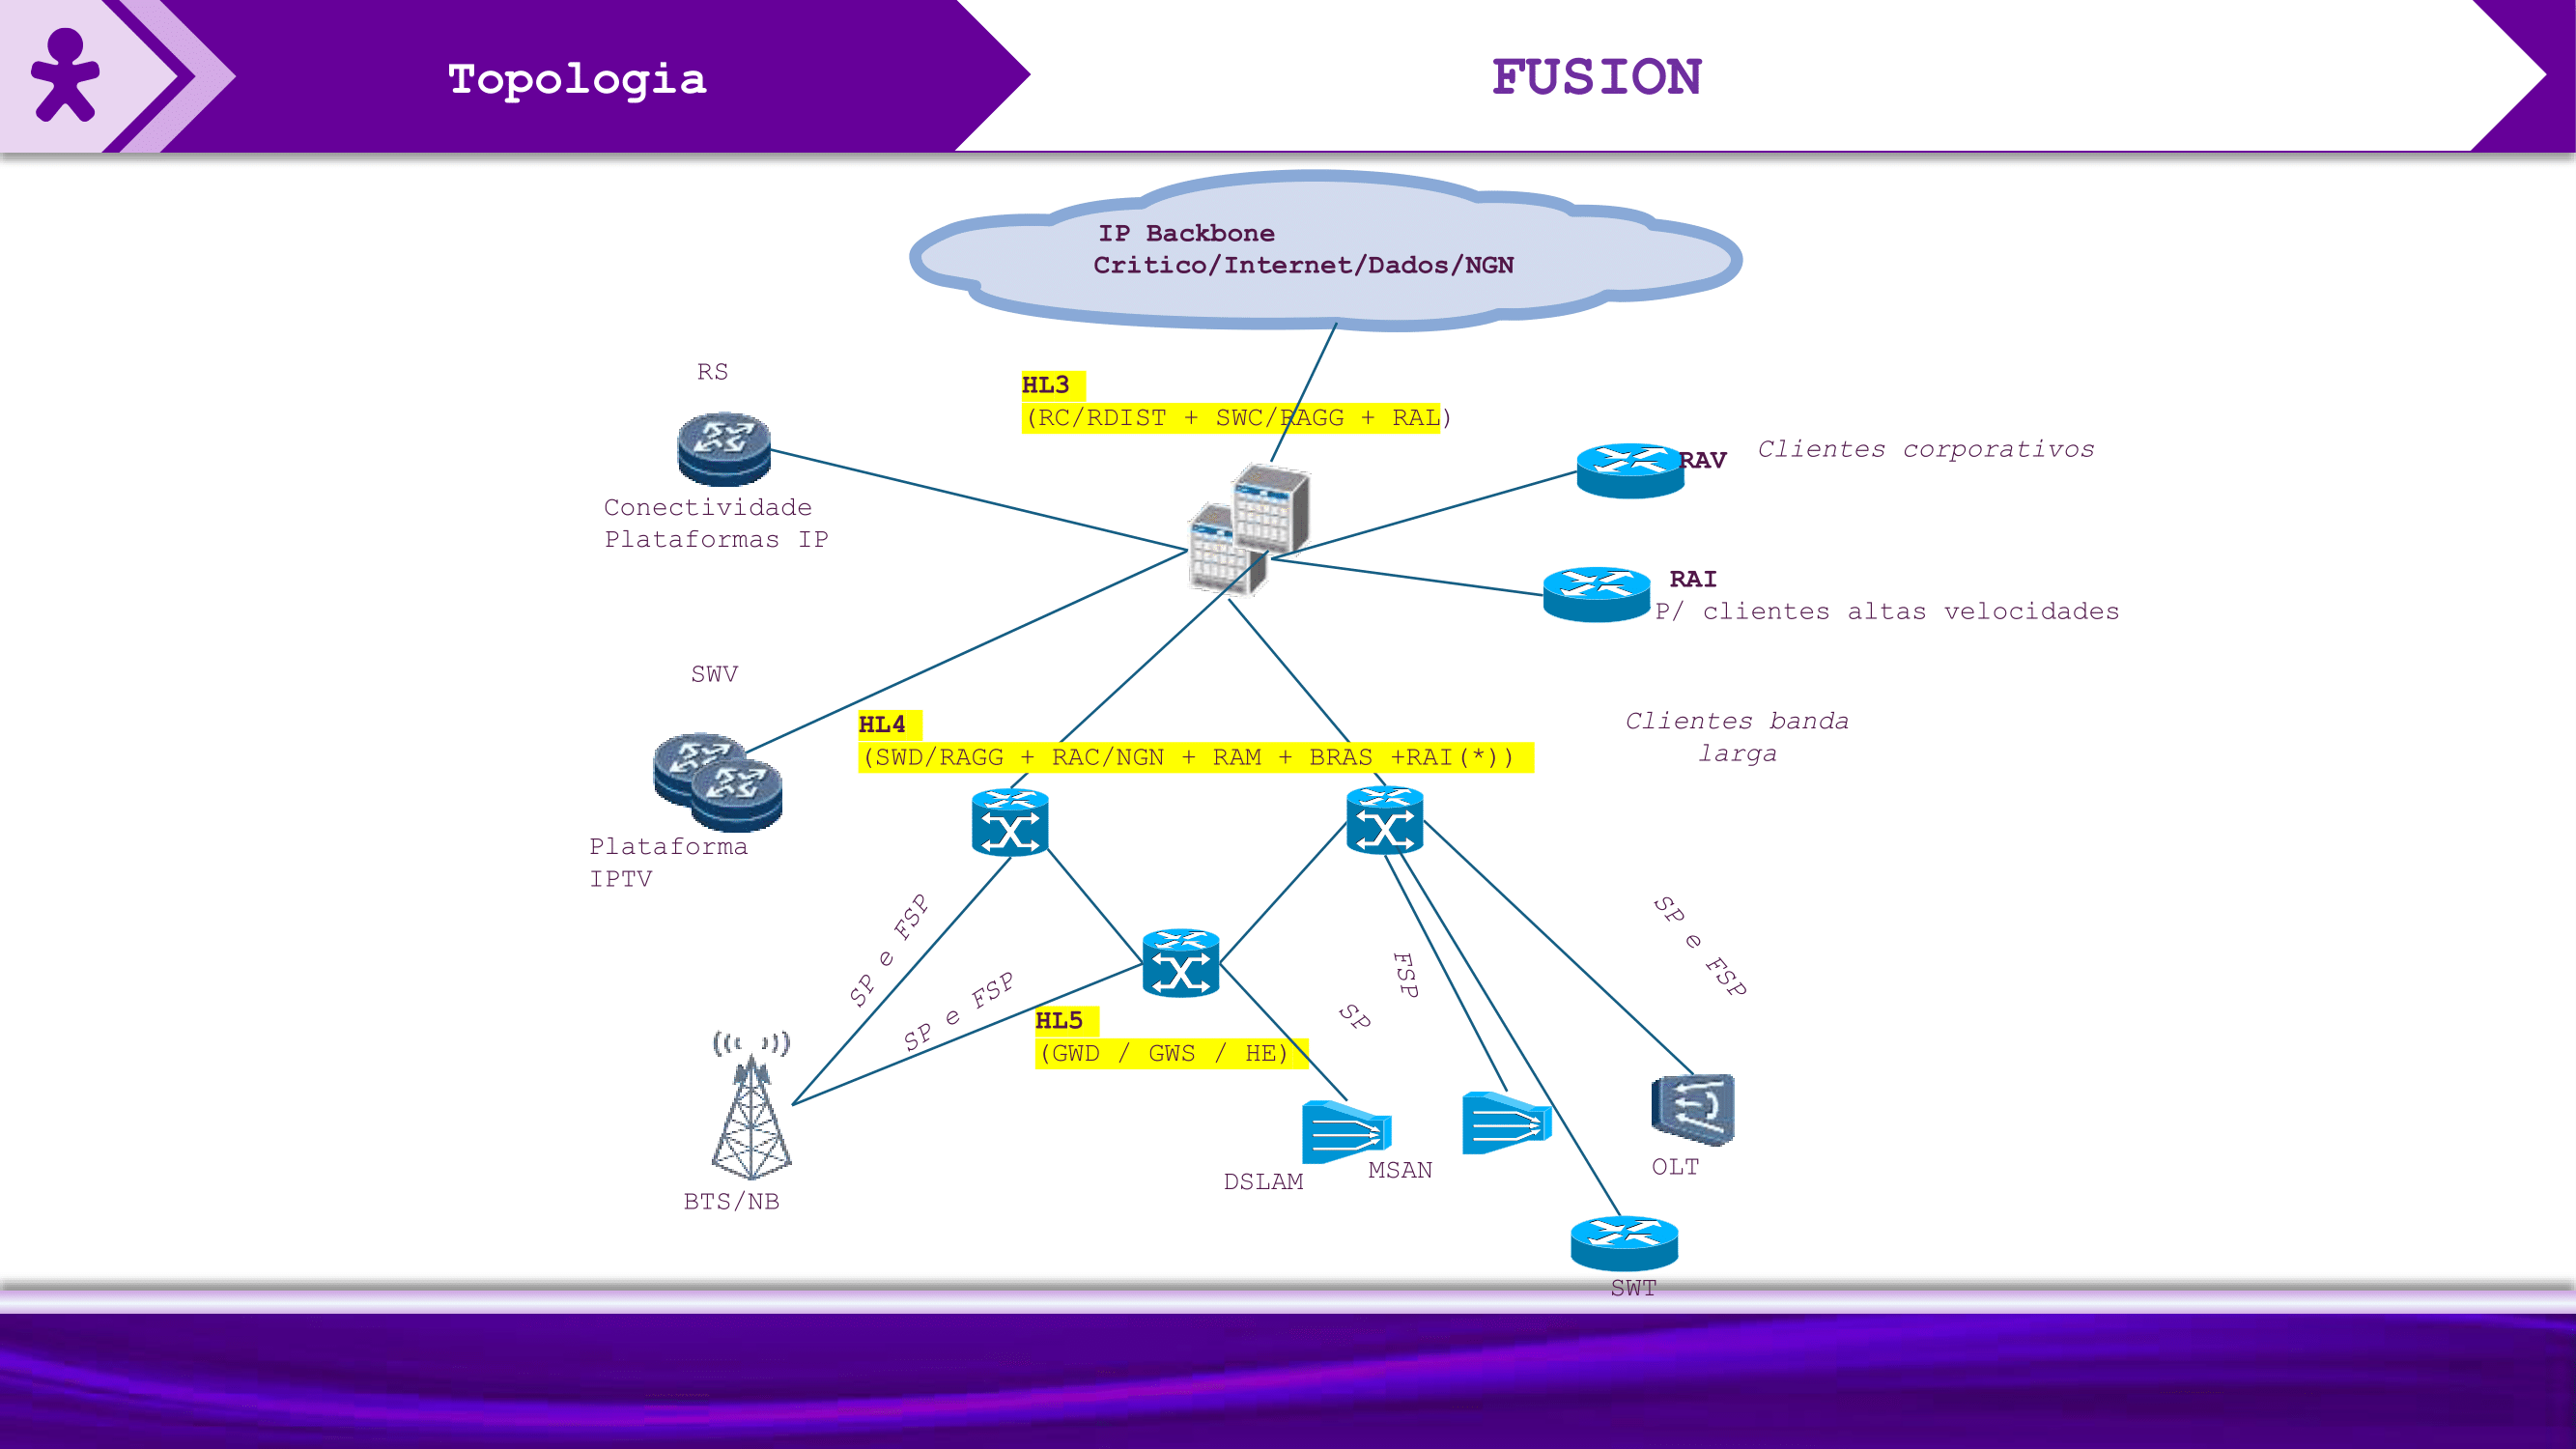 Topologia
FUSION
IP Backbone
Critico/Internet/Dados/NGN
RS
HL3
(RC/RDIST + SWC/RAGG + RAL)
RAV
Clientes corporativos
Conectividade
Plataformas IP
RAI
P/ clientes altas velocidades
SWV
HL4
(SWD/RAGG + RAC/NGN + RAM + BRAS +RAI(*))
Clientes banda
larga
Plataforma
IPTV
SP e FSP
SP e FSP
HL5
(GWD / GWS / HE)
SP
FSP
SP e FSP
BTS/NB
DSLAM
MSAN
OLT
SWT